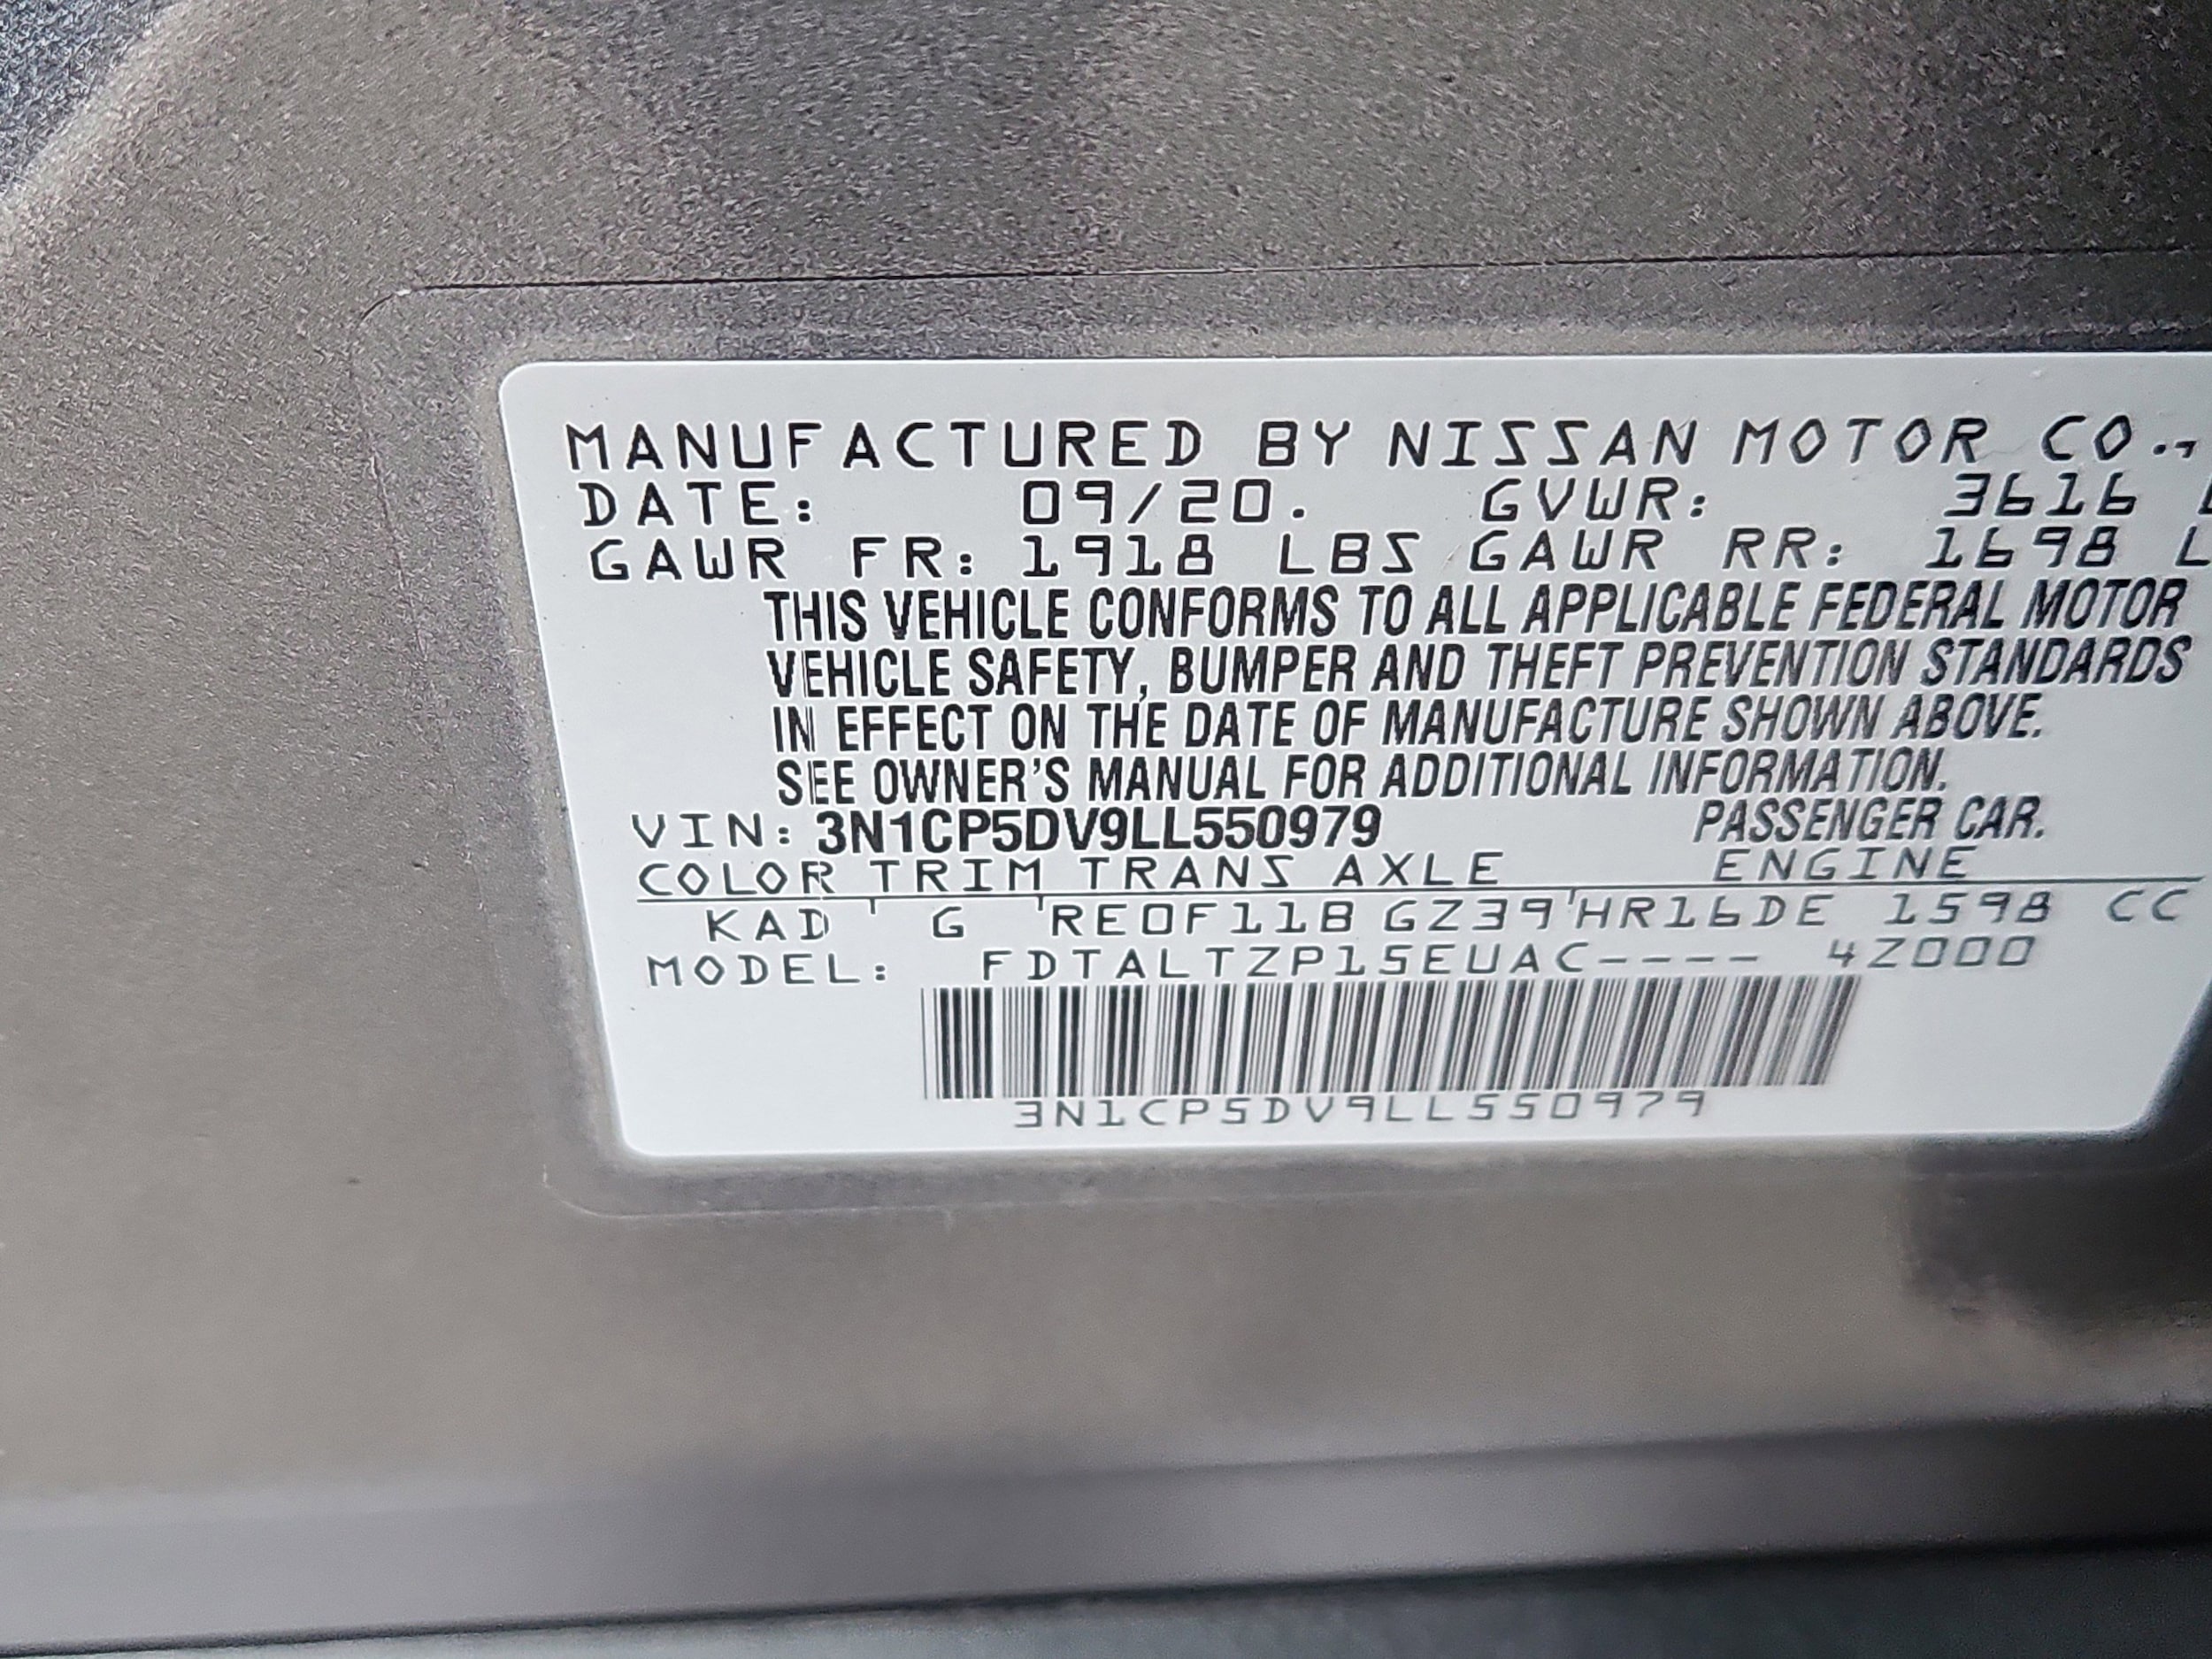 MANUFACTURED BY NISSAN MOTOR CO.,
DATE: 09/20. GVWR: 3616 L
GAWR FR: 1918 LBS GAWR RR: 1698 L
THIS VEHICLE CONFORMS TO ALL APPLICABLE FEDERAL MOTOR
VEHICLE SAFETY, BUMPER AND THEFT PREVENTION STANDARDS
IN EFFECT ON THE DATE OF MANUFACTURE SHOWN ABOVE.
SEE OWNER'S MANUAL FOR ADDITIONAL INFORMATION.
VIN: 3N1CP5DV9LL550979 PASSENGER CAR.
COLOR TRIM TRANS AXLE ENGINE
KAD ' G 'RE0F11B GZ39'HR16DE 1598 CC
MODEL: FDTALTZP15EUAC---- 4Z000
3N1CP5DV9LL550979